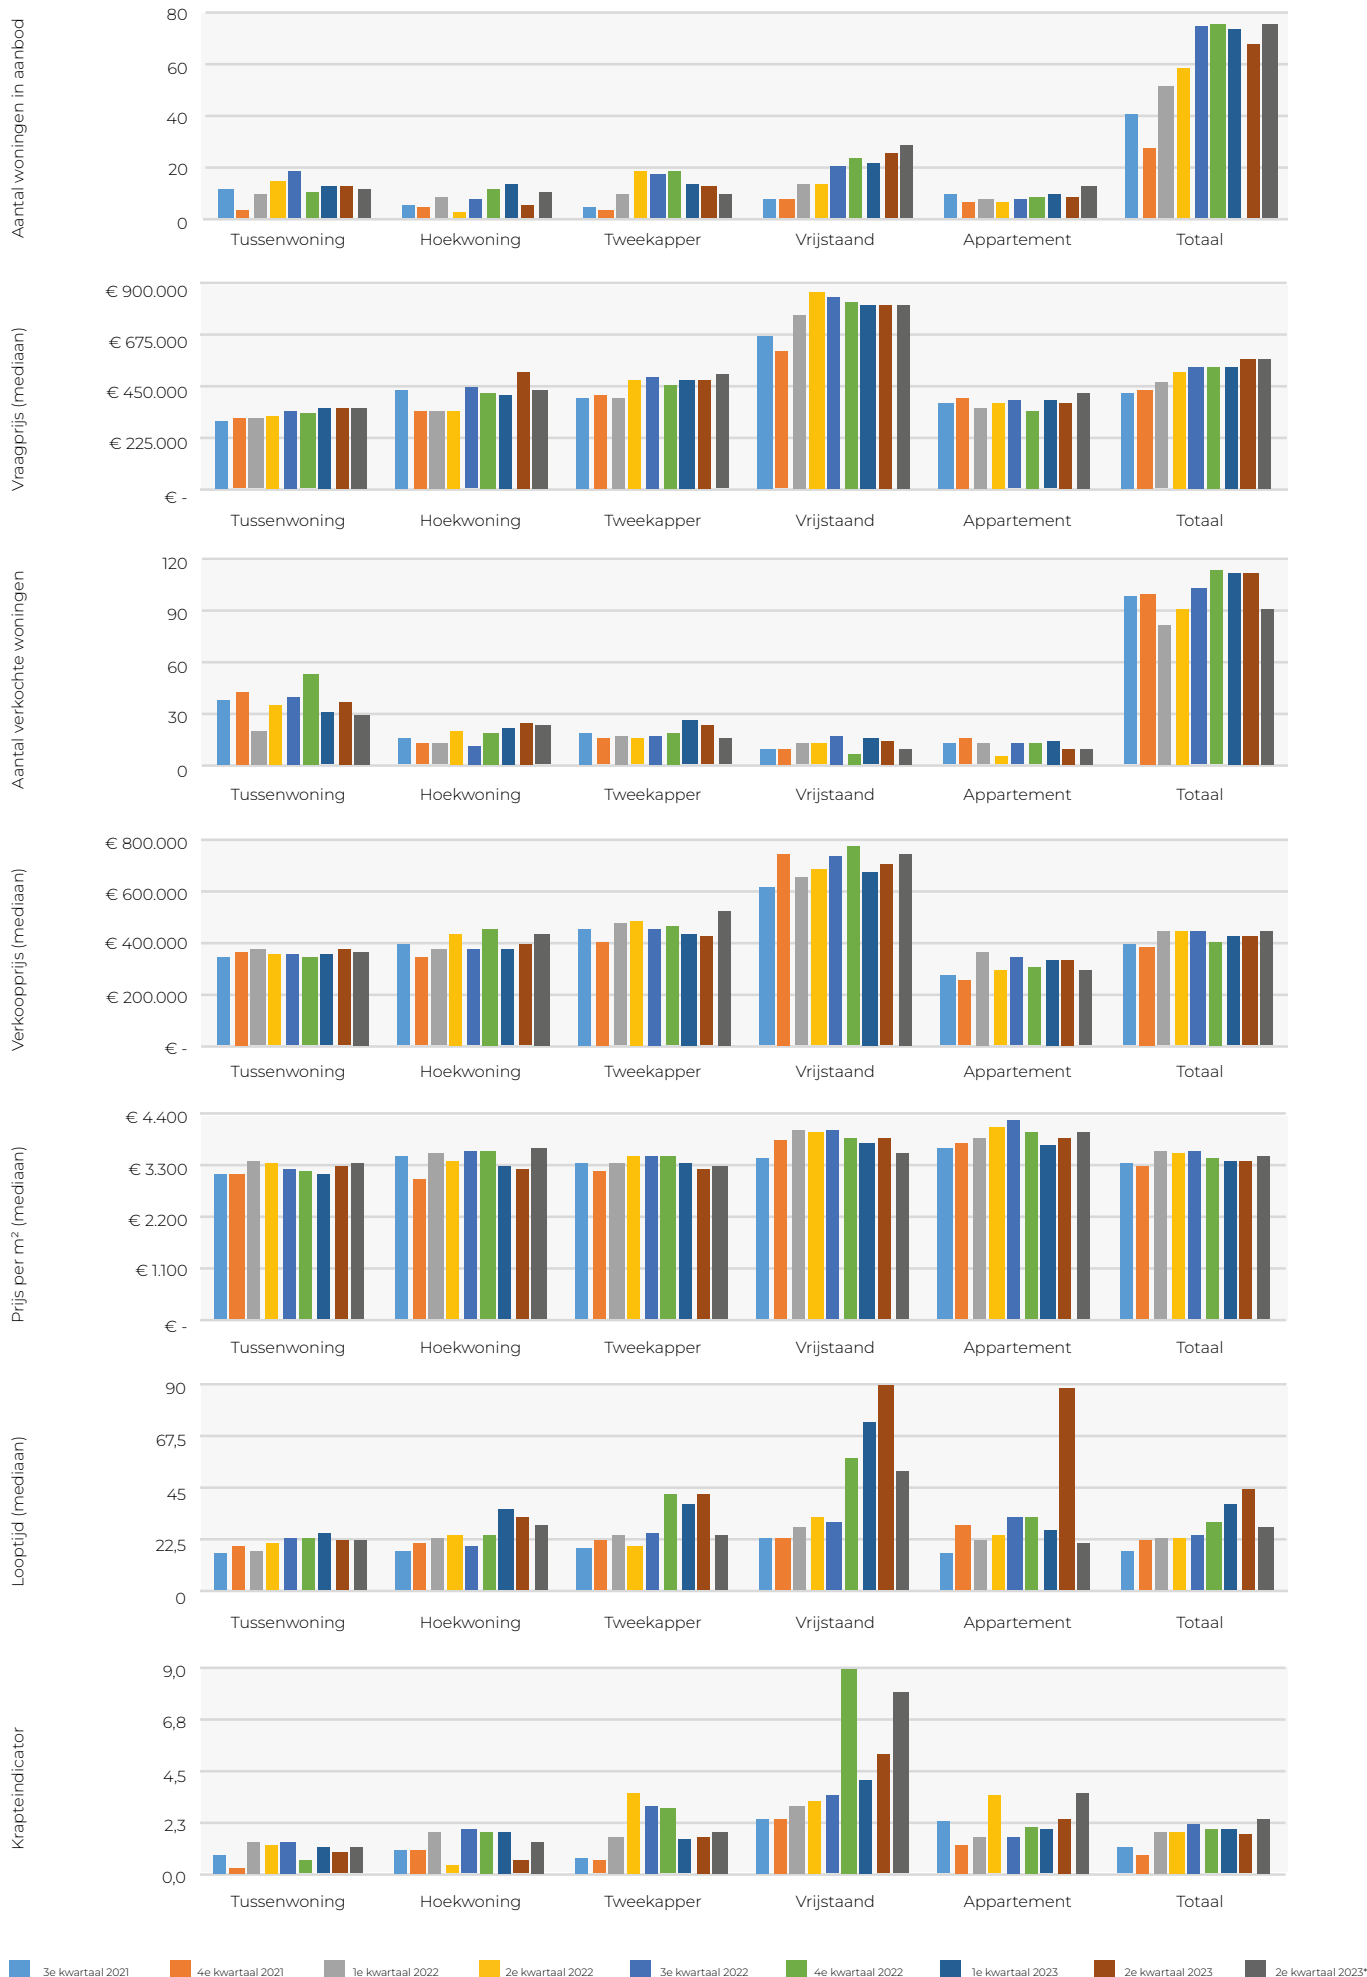 Aantal woningen in aanbod
80
60
40
20
0
Tussenwoning Hoekwoning Tweekapper Vrijstaand Appartement Totaal
Vraagprijs (mediaan)
€ 900.000
€ 675.000
€ 450.000
€ 225.000
€ -
Tussenwoning Hoekwoning Tweekapper Vrijstaand Appartement Totaal
Aantal verkochte woningen
120
90
60
30
0
Tussenwoning Hoekwoning Tweekapper Vrijstaand Appartement Totaal
Verkoopprijs (mediaan)
€ 800.000
€ 600.000
€ 400.000
€ 200.000
€ -
Tussenwoning Hoekwoning Tweekapper Vrijstaand Appartement Totaal
Prijs per m² (mediaan)
€ 4.400
€ 3.300
€ 2.200
€ 1.100
€ -
Tussenwoning Hoekwoning Tweekapper Vrijstaand Appartement Totaal
Looptijd (mediaan)
90
67,5
45
22,5
0
Tussenwoning Hoekwoning Tweekapper Vrijstaand Appartement Totaal
Krapteindicator
9,0
6,8
4,5
2,3
0,0
Tussenwoning Hoekwoning Tweekapper Vrijstaand Appartement Totaal
3e kwartaal 2021 4e kwartaal 2021 1e kwartaal 2022 2e kwartaal 2022 3e kwartaal 2022 4e kwartaal 2022 1e kwartaal 2023 2e kwartaal 2023 2e kwartaal 2023*